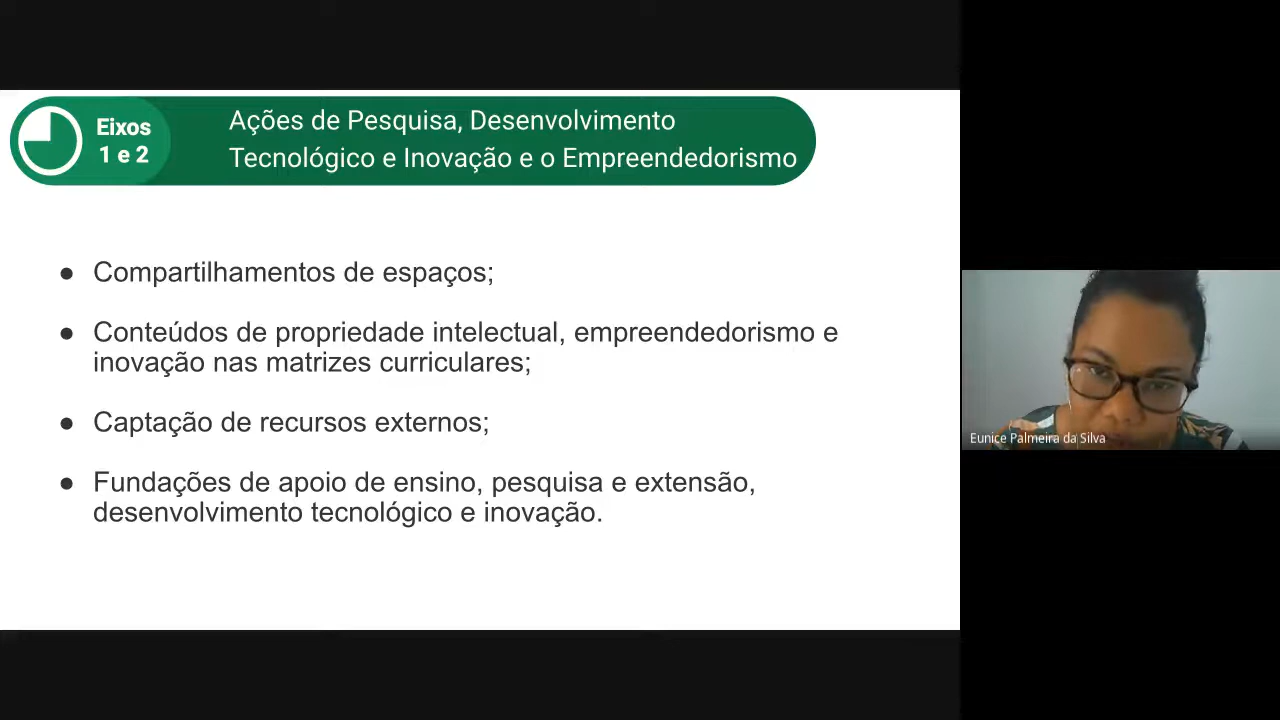 Eixos
1 e 2
Ações de Pesquisa, Desenvolvimento
Tecnológico e Inovação e o Empreendedorismo
● Compartilhamentos de espaços;
● Conteúdos de propriedade intelectual, empreendedorismo e
inovação nas matrizes curriculares;
● Captação de recursos externos;
● Fundações de apoio de ensino, pesquisa e extensão,
desenvolvimento tecnológico e inovação.
Eunice Palmeira da Silva